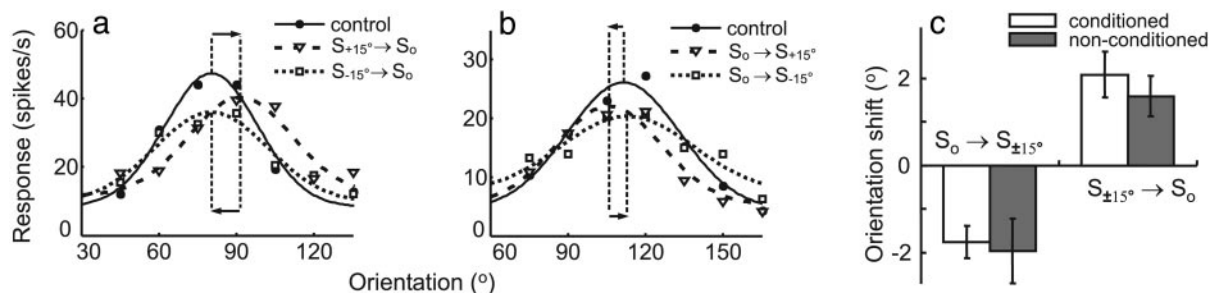 a
60
40
20
0
Response (spikes/s)
30 60 90 120
control
S+15° → So
S-15° → So
b
30
20
10
0
60 90 120 150
control
So → S+15°
So → S-15°
Orientation (o)
c
conditioned
non-conditioned
2
0
-2
Orientation shift (o)
So → S±15°
S±15° → So